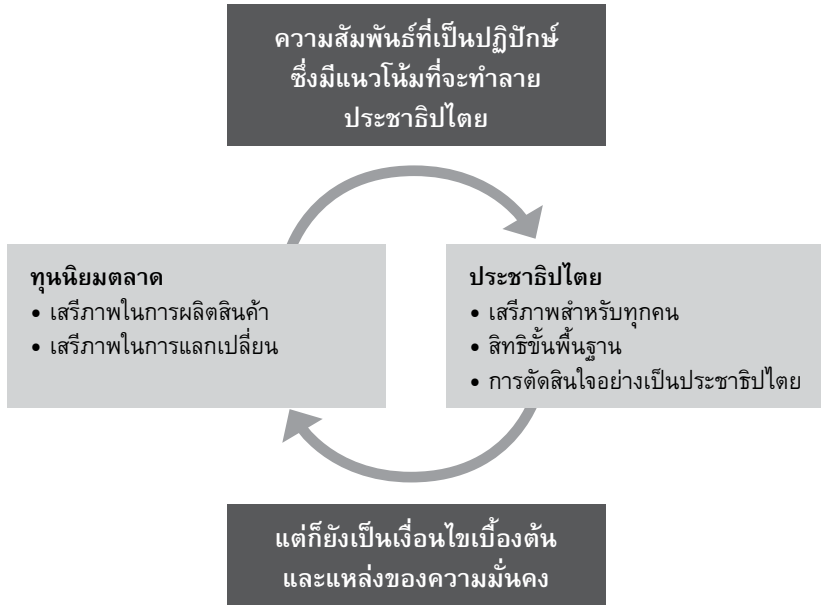 ความสัมพันธ์ที่เป็นปฏิปักษ์
ซึ่งมีแนวโน้มที่จะทำลาย
ประชาธิปไตย
ทุนนิยมตลาด
• เสรีภาพในการผลิตสินค้า
• เสรีภาพในการแลกเปลี่ยน
ประชาธิปไตย
• เสรีภาพสำหรับทุกคน
• สิทธิขั้นพื้นฐาน
• การตัดสินใจอย่างเป็นประชาธิปไตย
แต่ก็ยังเป็นเงื่อนไขเบื้องต้น
และแหล่งของความมั่นคง